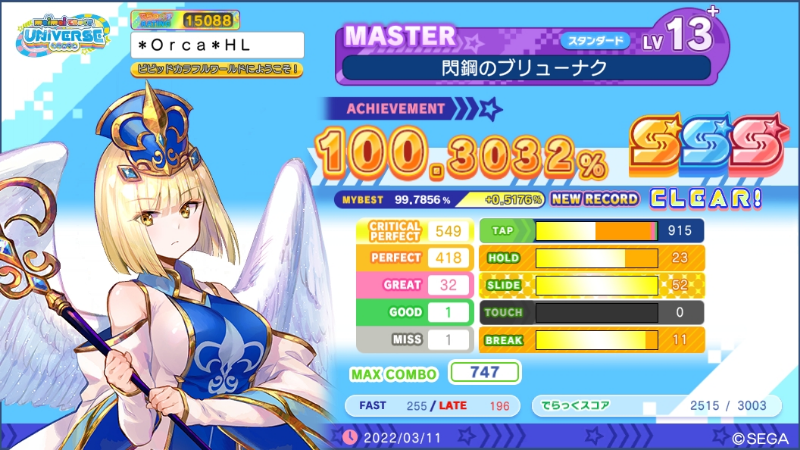 maimai でらっくす
UNiVERSE
15088
*Orca*HL
ビビッドカラフルワールドにようこそ！
MASTER
スタンダード
LV 13+
閃鋼のブリューナク
ACHIEVEMENT
100.3032%
SSS
MYBEST 99.7856%
+0.5176%
NEW RECORD
CLEAR!
CRITICAL PERFECT 549
PERFECT 418
GREAT 32
GOOD 1
MISS 1
TAP 915
HOLD 23
SLIDE 52
TOUCH 0
BREAK 11
MAX COMBO 747
FAST 255 / LATE 196
でらっくスコア 2515 / 3003
2022/03/11
©SEGA